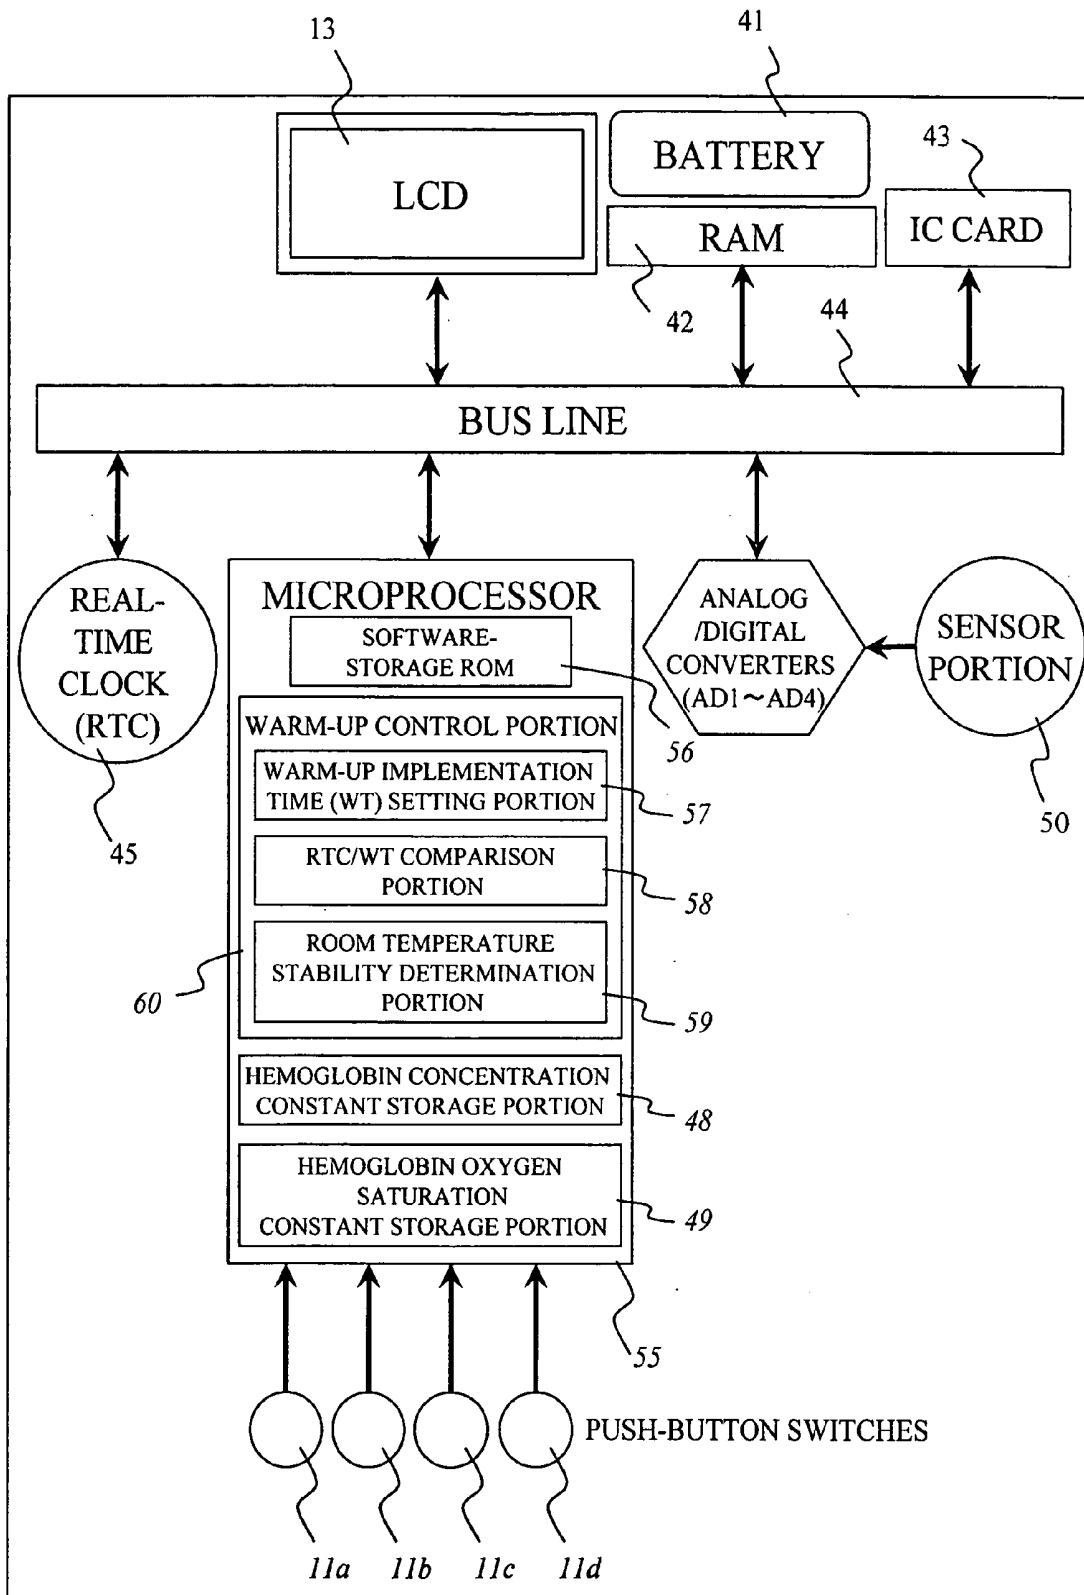 13
41
43
LCD
BATTERY
RAM
IC CARD
42
44
BUS LINE
REAL-
TIME
CLOCK
(RTC)
45
MICROPROCESSOR
SOFTWARE-
STORAGE ROM
56
WARM-UP CONTROL PORTION
WARM-UP IMPLEMENTATION
TIME (WT) SETTING PORTION
57
RTC/WT COMPARISON
PORTION
58
ROOM TEMPERATURE
STABILITY DETERMINATION
PORTION
59
60
HEMOGLOBIN CONCENTRATION
CONSTANT STORAGE PORTION
48
HEMOGLOBIN OXYGEN
SATURATION
CONSTANT STORAGE PORTION
49
55
ANALOG
/DIGITAL
CONVERTERS
(AD1～AD4)
SENSOR
PORTION
50
PUSH-BUTTON SWITCHES
11a
11b
11c
11d